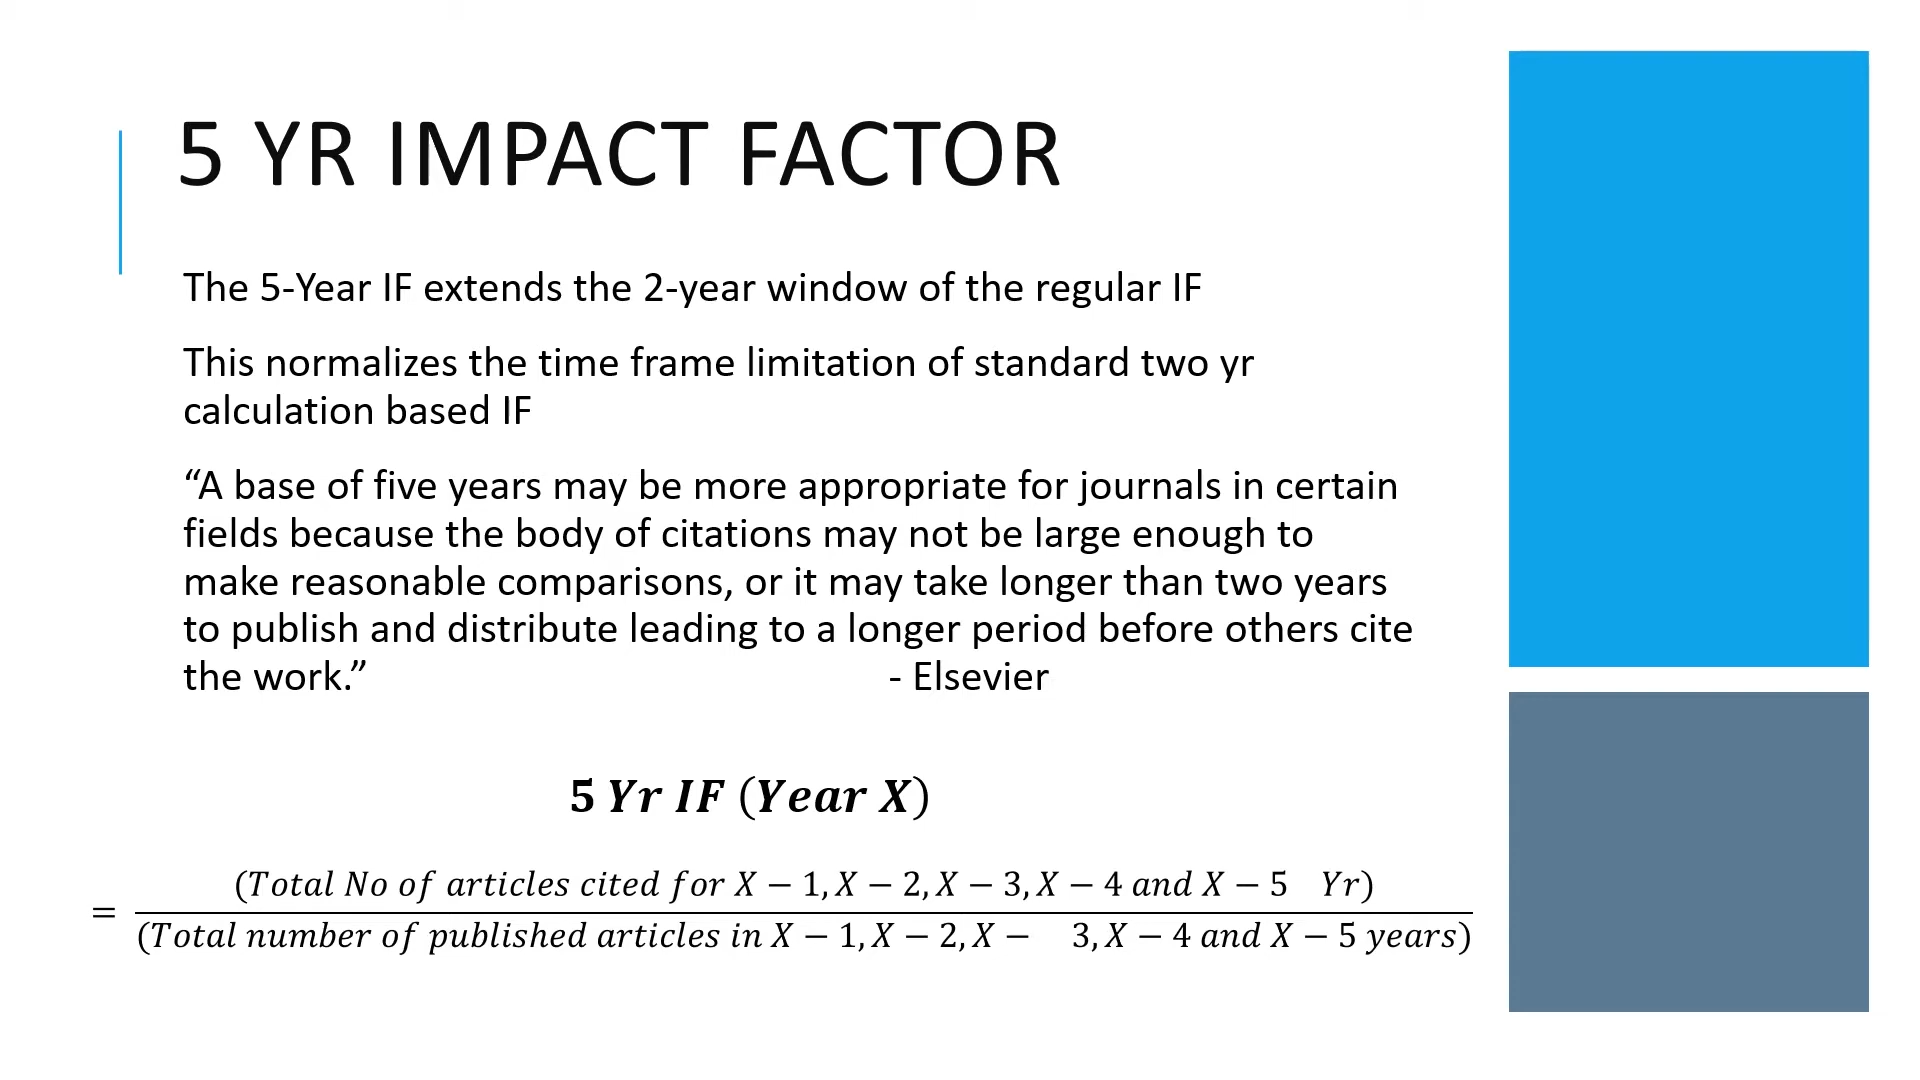 5 YR IMPACT FACTOR
The 5-Year IF extends the 2-year window of the regular IF
This normalizes the time frame limitation of standard two yr
calculation based IF
“A base of five years may be more appropriate for journals in certain
fields because the body of citations may not be large enough to
make reasonable comparisons, or it may take longer than two years
to publish and distribute leading to a longer period before others cite
the work.” - Elsevier
5 Yr IF (Year X)
(Total No of articles cited for X − 1, X − 2, X − 3, X − 4 and X − 5 Yr)
=
(Total number of published articles in X − 1, X − 2, X − 3, X − 4 and X − 5 years)